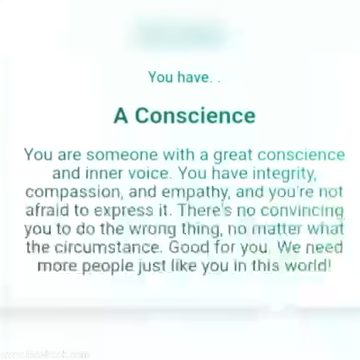 You have. .
A Conscience
You are someone with a great conscience
and inner voice. You have integrity,
compassion, and empathy, and you're not
afraid to express it. There's no convincing
you to do the wrong thing, no matter what
the circumstance. Good for you. We need
more people just like you in this world!